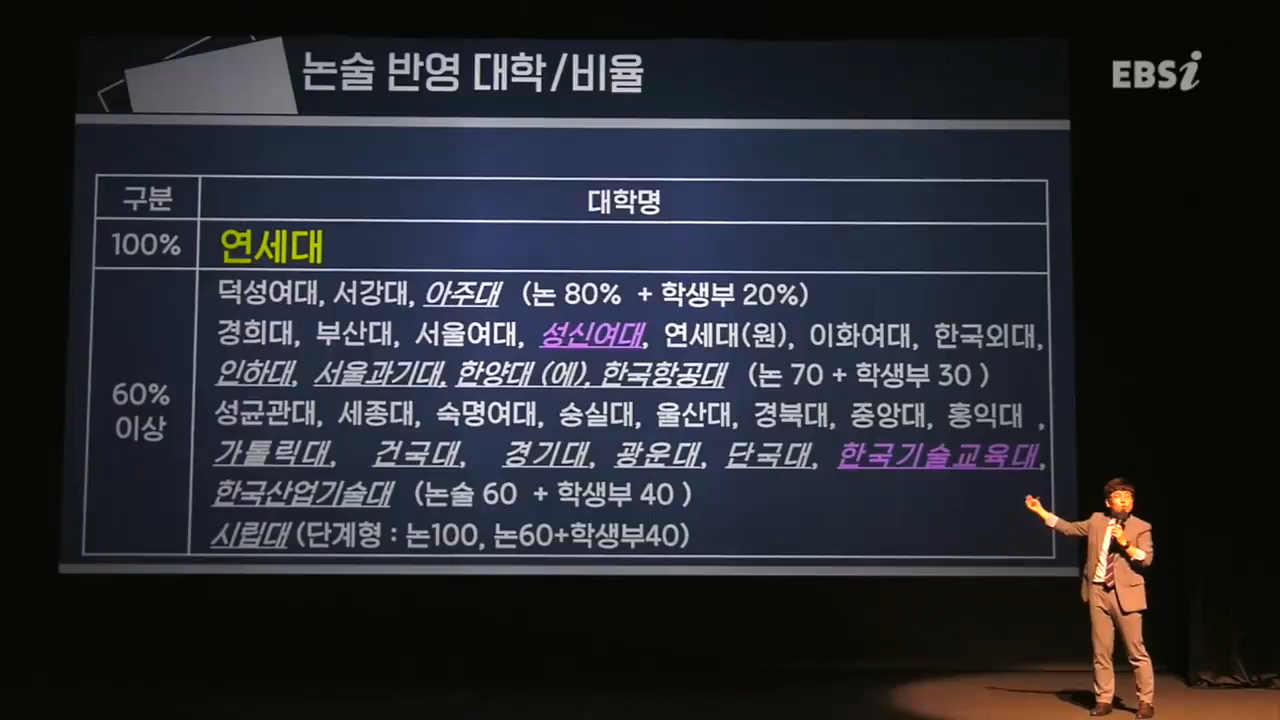 논술 반영 대학/비율
EBSi
구분 대학명
100% 연세대
덕성여대, 서강대, 아주대 (논 80% + 학생부 20%)
경희대, 부산대, 서울여대, 성신여대, 연세대(원), 이화여대, 한국외대,
인하대, 서울과기대, 한양대 (에), 한국항공대 (논 70 + 학생부 30 )
60% 이상
성균관대, 세종대, 숙명여대, 숭실대, 울산대, 경북대, 중앙대, 홍익대 ,
가톨릭대, 건국대, 경기대, 광운대, 단국대, 한국기술교육대,
한국산업기술대 (논술 60 + 학생부 40 )
시립대 (단계형 : 논100, 논60+학생부40)